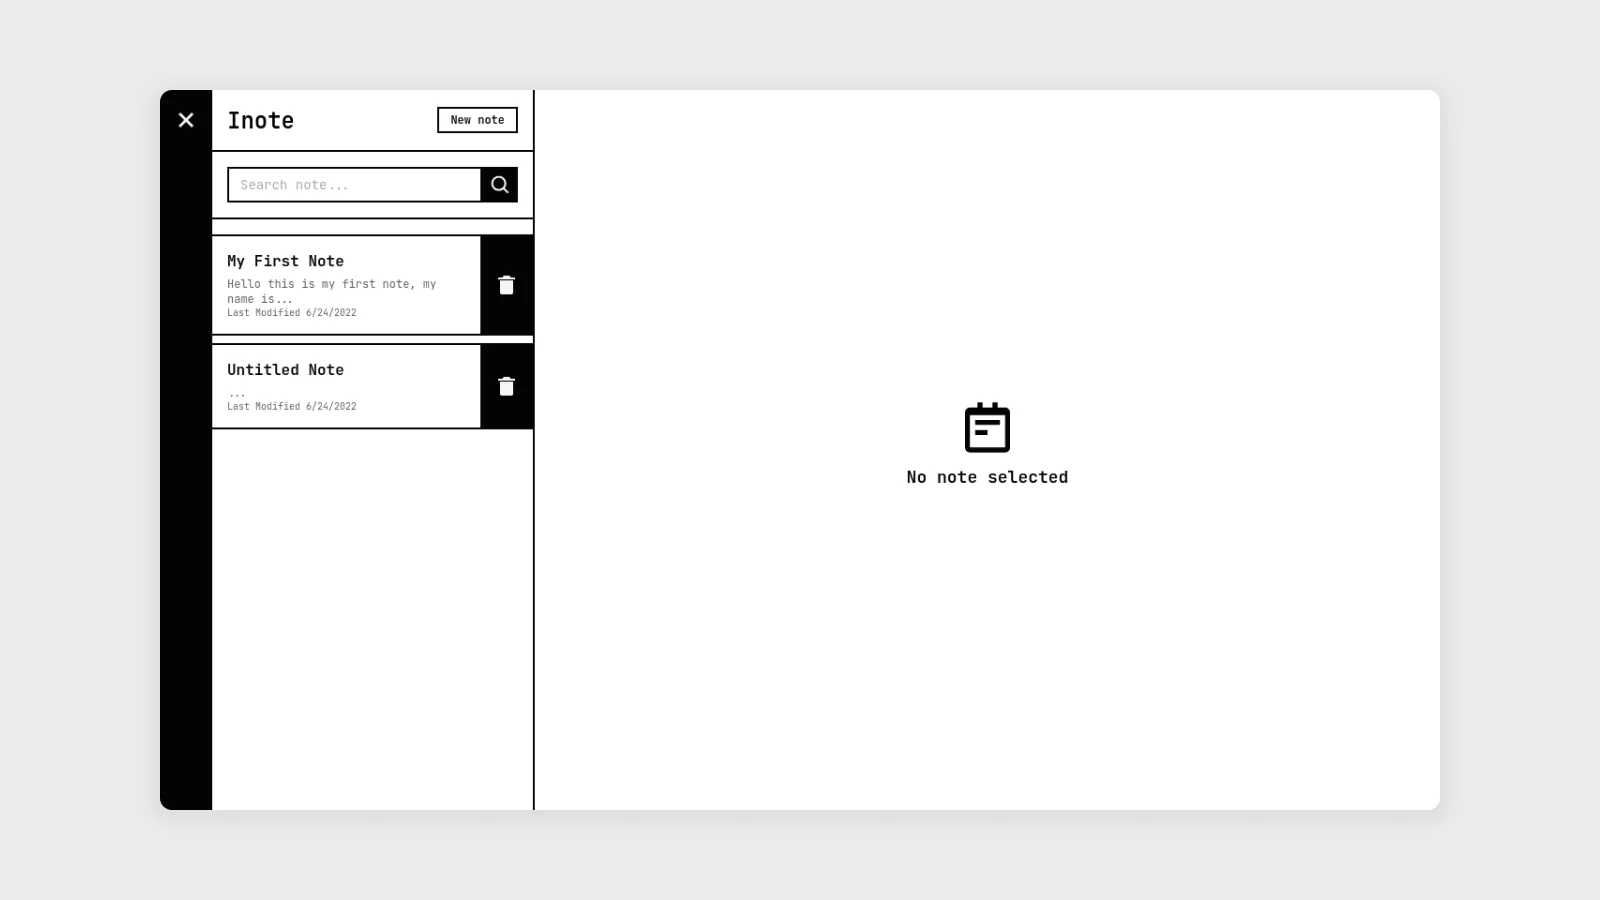 Inote
New note
Search note...
My First Note
Hello this is my first note, my
name is...
Last Modified 6/24/2022
Untitled Note
...
Last Modified 6/24/2022
No note selected